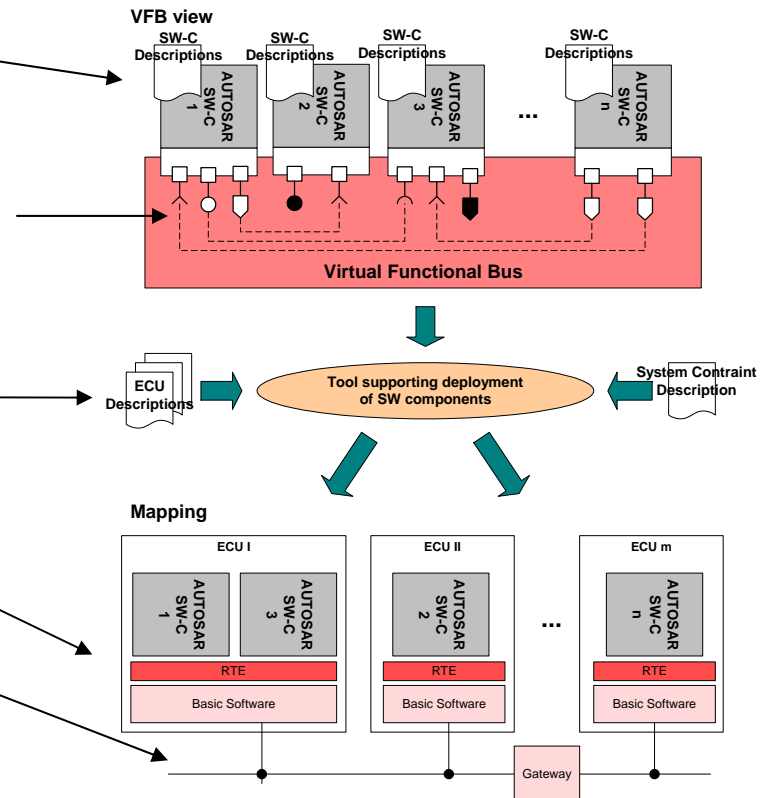 VFB view
SW-C
Descriptions
SW-C
Descriptions
SW-C
Descriptions
SW-C
Descriptions
AUTOSAR
SW-C
1
AUTOSAR
SW-C
2
AUTOSAR
SW-C
3
...
AUTOSAR
SW-C
n
Virtual Functional Bus
ECU
Descriptions
Tool supporting deployment
of SW components
System Contraint
Description
Mapping
ECU I
ECU II
ECU m
AUTOSAR
SW-C
1
AUTOSAR
SW-C
3
AUTOSAR
SW-C
2
...
AUTOSAR
SW-C
n
RTE
RTE
RTE
Basic Software
Basic Software
Basic Software
Gateway